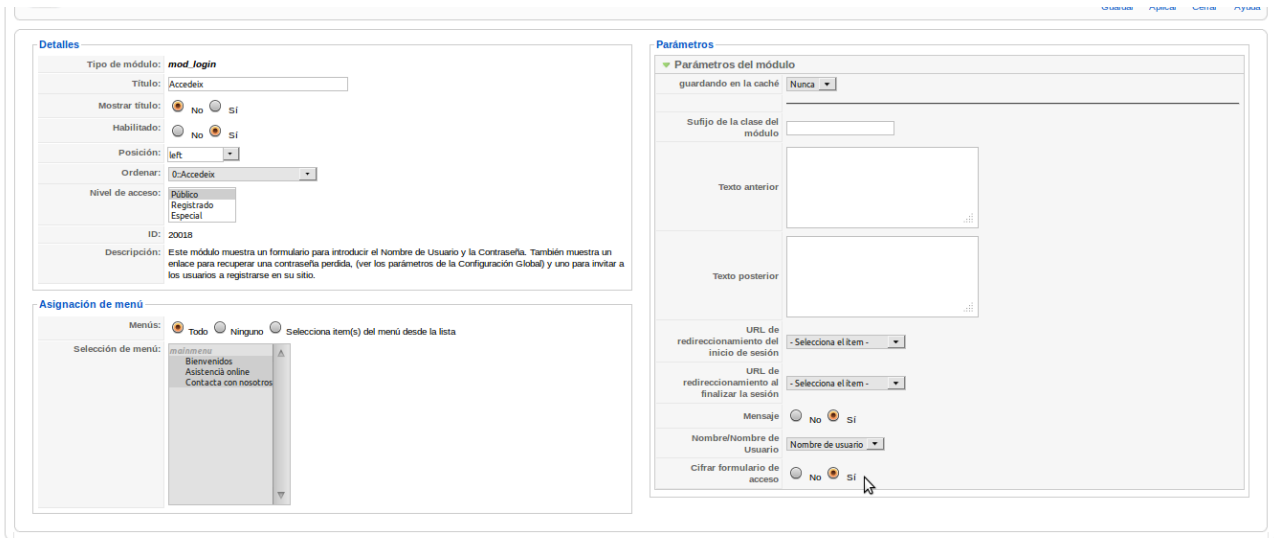 Guardar Aplicar Cerrar Ayuda
Detalles
Tipo de módulo: mod_login
Título: Accedeix
Mostrar título: No Sí
Habilitado: No Sí
Posición: left
Ordenar: 0::Accedeix
Nivel de acceso: Público
Registrado
Especial
ID: 20018
Descripción: Este módulo muestra un formulario para introducir el Nombre de Usuario y la Contraseña. También muestra un
enlace para recuperar una contraseña perdida, (ver los parámetros de la Configuración Global) y uno para invitar a
los usuarios a registrarse en su sitio.
Asignación de menú
Menús: Todo Ninguno Selecciona item(s) del menú desde la lista
Selección de menú: mainmenu
Bienvenidos
Asistencià online
Contacta con nosotros
Parámetros
Parámetros del módulo
guardando en la caché Nunca
Sufijo de la clase del
módulo
Texto anterior
Texto posterior
URL de
redireccionamiento del
inicio de sesión
- Selecciona el ítem -
URL de
redireccionamiento al
finalizar la sesión
- Selecciona el ítem -
Mensaje No Sí
Nombre/Nombre de
Usuario
Nombre de usuario
Cifrar formulario de
acceso
No Sí